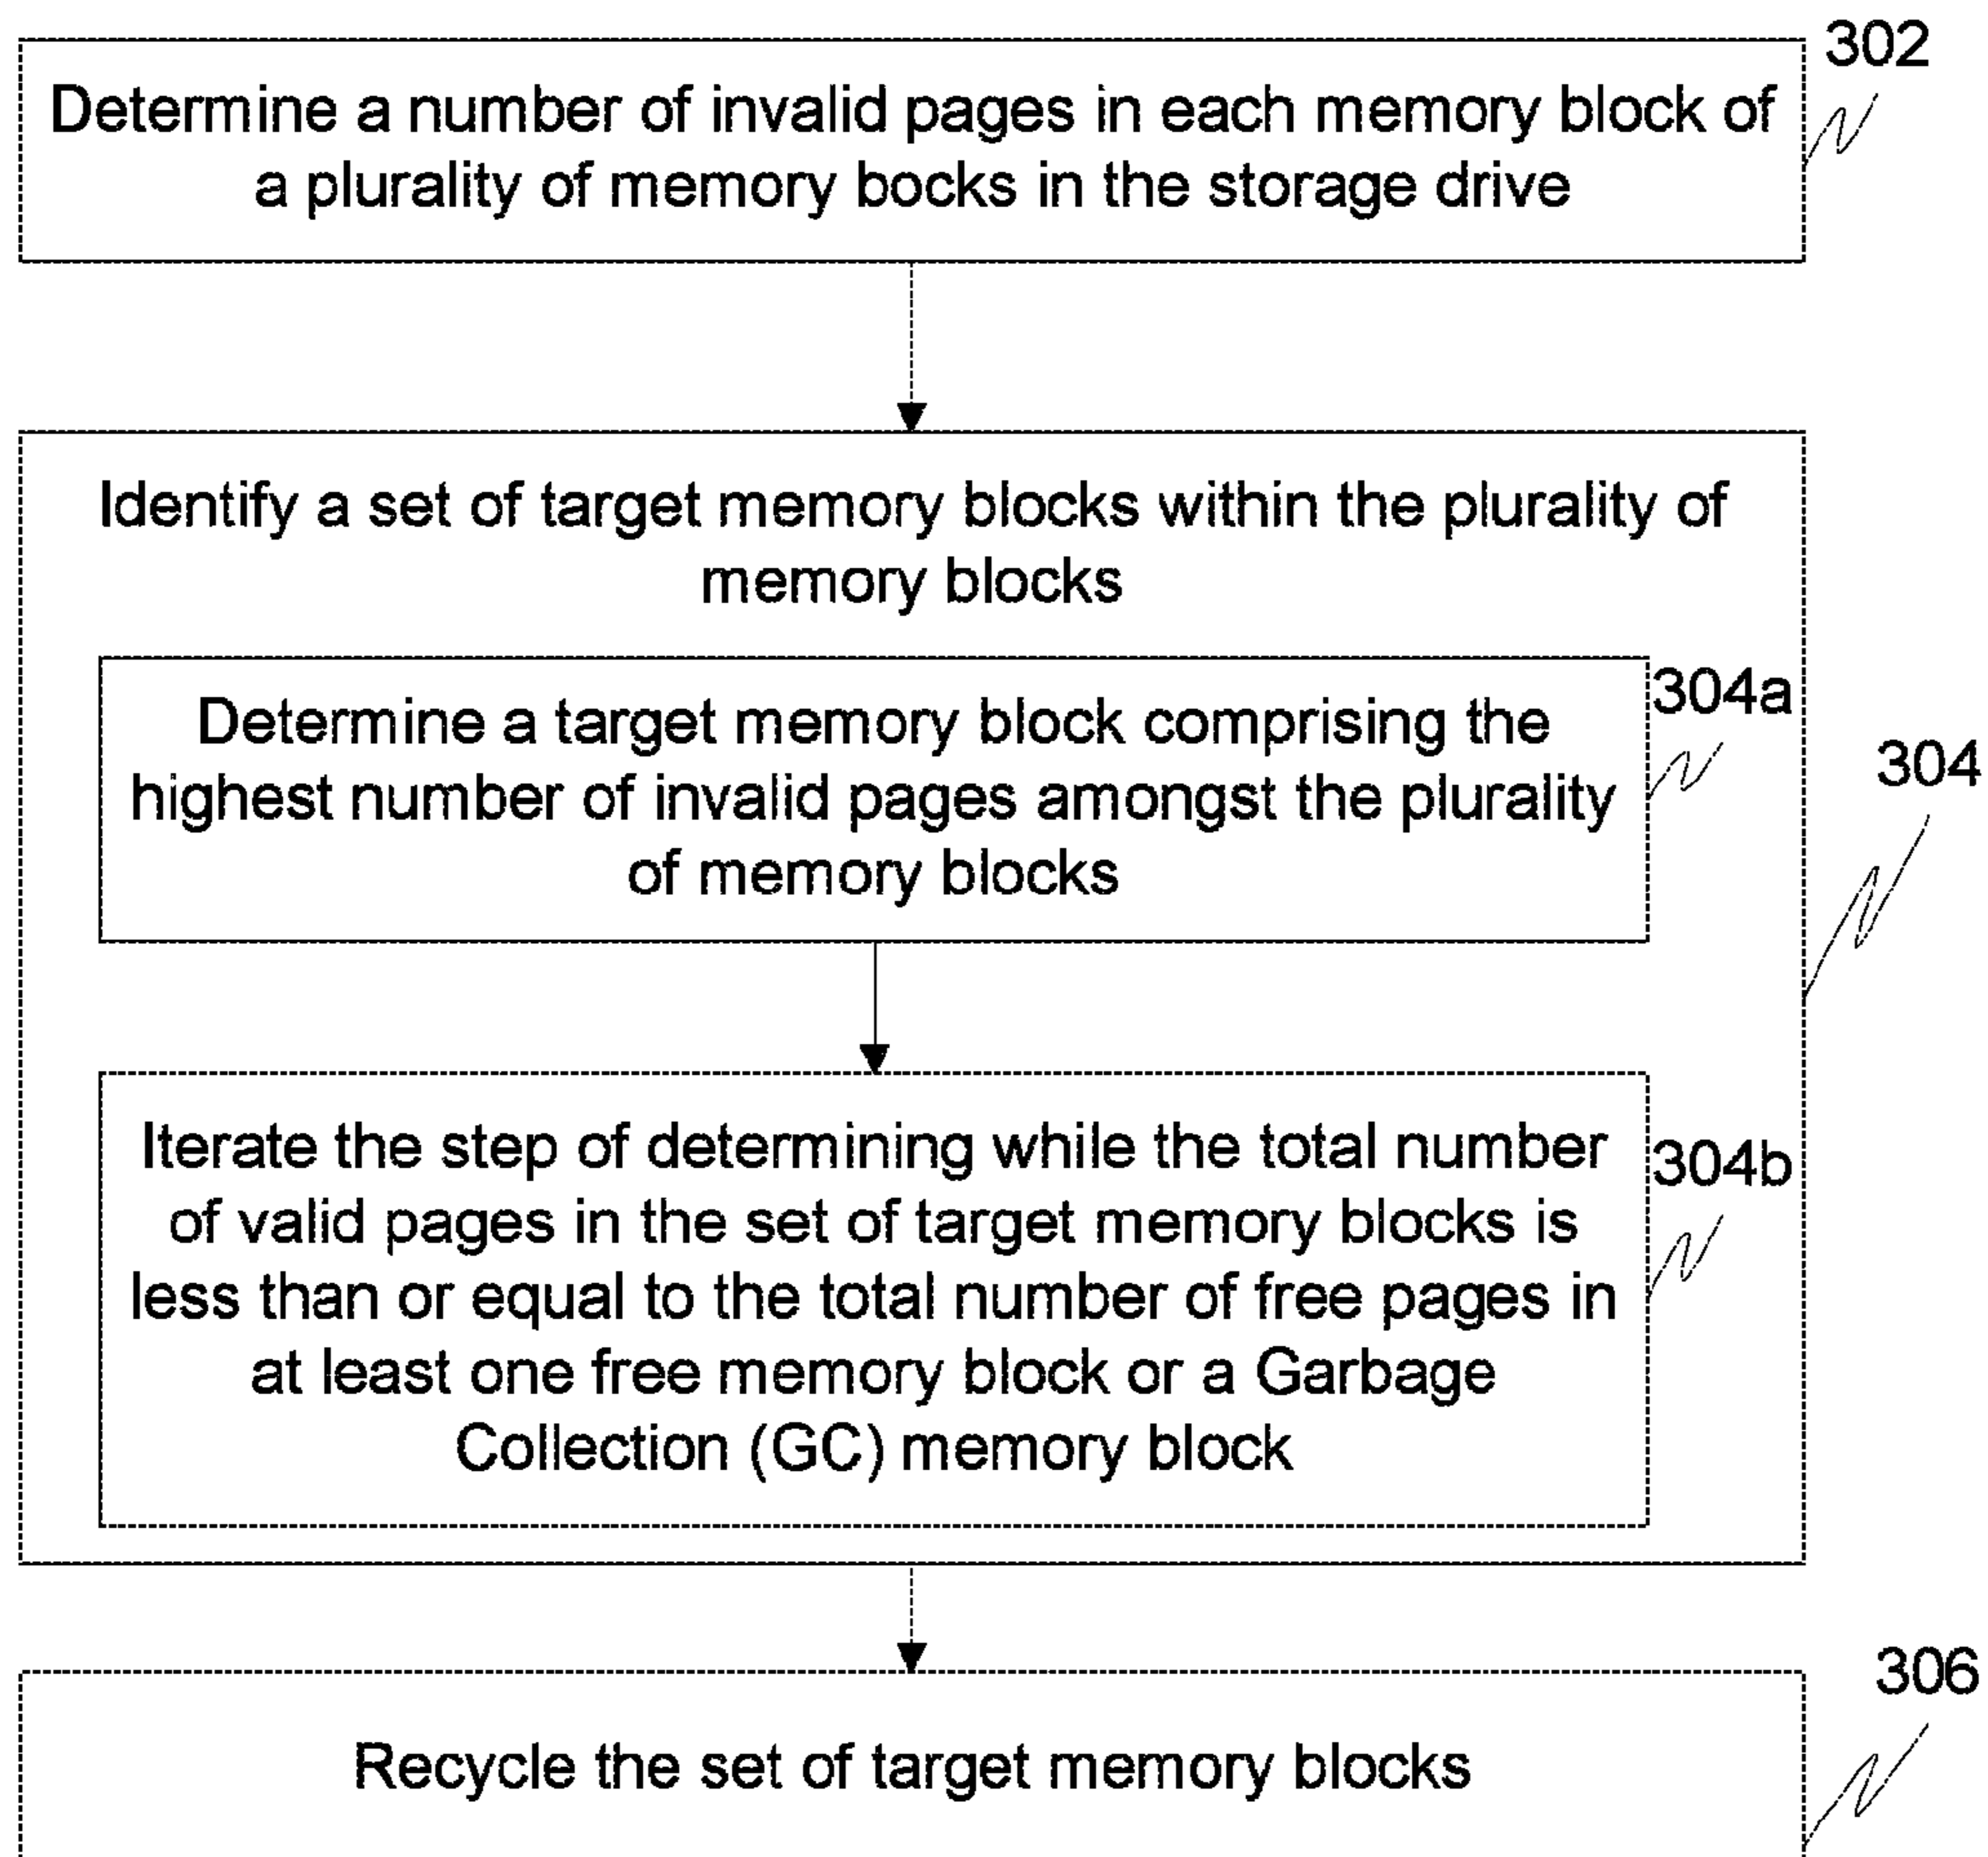 302
Determine a number of invalid pages in each memory block of
a plurality of memory bocks in the storage drive
Identify a set of target memory blocks within the plurality of
memory blocks
304a
Determine a target memory block comprising the
highest number of invalid pages amongst the plurality
of memory blocks
304
304b
Iterate the step of determining while the total number
of valid pages in the set of target memory blocks is
less than or equal to the total number of free pages in
at least one free memory block or a Garbage
Collection (GC) memory block
306
Recycle the set of target memory blocks